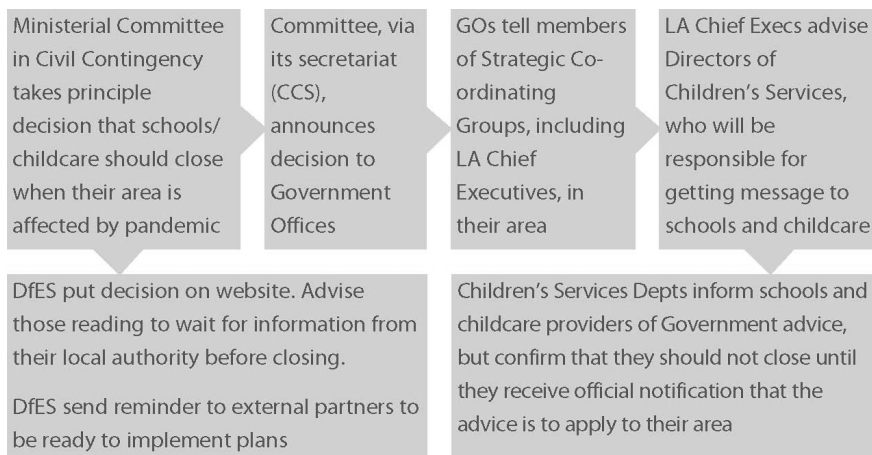 Ministerial Committee
in Civil Contingency
takes principle
decision that schools/
childcare should close
when their area is
affected by pandemic
Committee, via
its secretariat
(CCS),
announces
decision to
Government
Offices
GOs tell members
of Strategic Co-
ordinating
Groups, including
LA Chief
Executives, in
their area
LA Chief Execs advise
Directors of
Children’s Services,
who will be
responsible for
getting message to
schools and childcare
DfES put decision on website. Advise
those reading to wait for information from
their local authority before closing.
DfES send reminder to external partners to
be ready to implement plans
Children’s Services Depts inform schools and
childcare providers of Government advice,
but confirm that they should not close until
they receive official notification that the
advice is to apply to their area